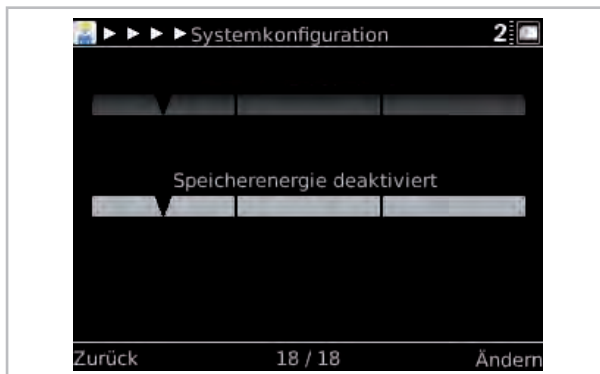 Systemkonfiguration 2
Speicherenergie deaktiviert
Zurück 18 / 18 Ändern